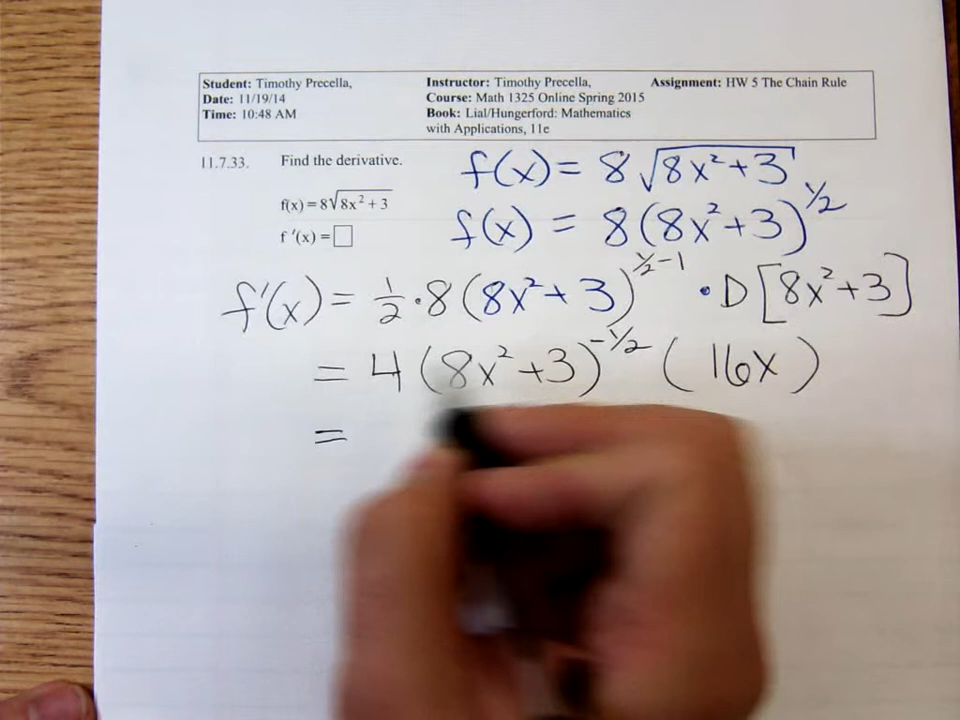 Student: Timothy Precella,
Date: 11/19/14
Time: 10:48 AM
Instructor: Timothy Precella,
Course: Math 1325 Online Spring 2015
Book: Lial/Hungerford: Mathematics
with Applications, 11e
Assignment: HW 5 The Chain Rule
11.7.33. Find the derivative.
f(x) = 8√(8x² + 3)
f ′(x) = □
f(x) = 8√(8x² + 3)
f(x) = 8(8x² + 3)^(1/2)
f'(x) = 1/2 · 8(8x² + 3)^(1/2 - 1) · D[8x² + 3]
= 4(8x² + 3)^(-1/2) (16x)
=